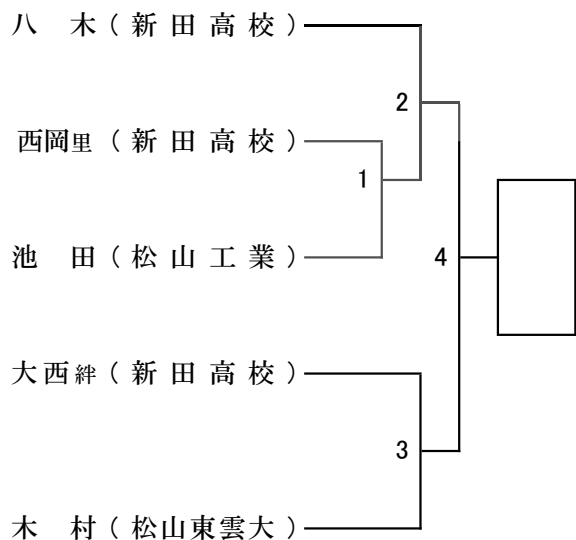 八　木（新田高校）
2
西岡里（新田高校）
1
池　田（松山工業）
4
大西絆（新田高校）
3
木　村（松山東雲大）